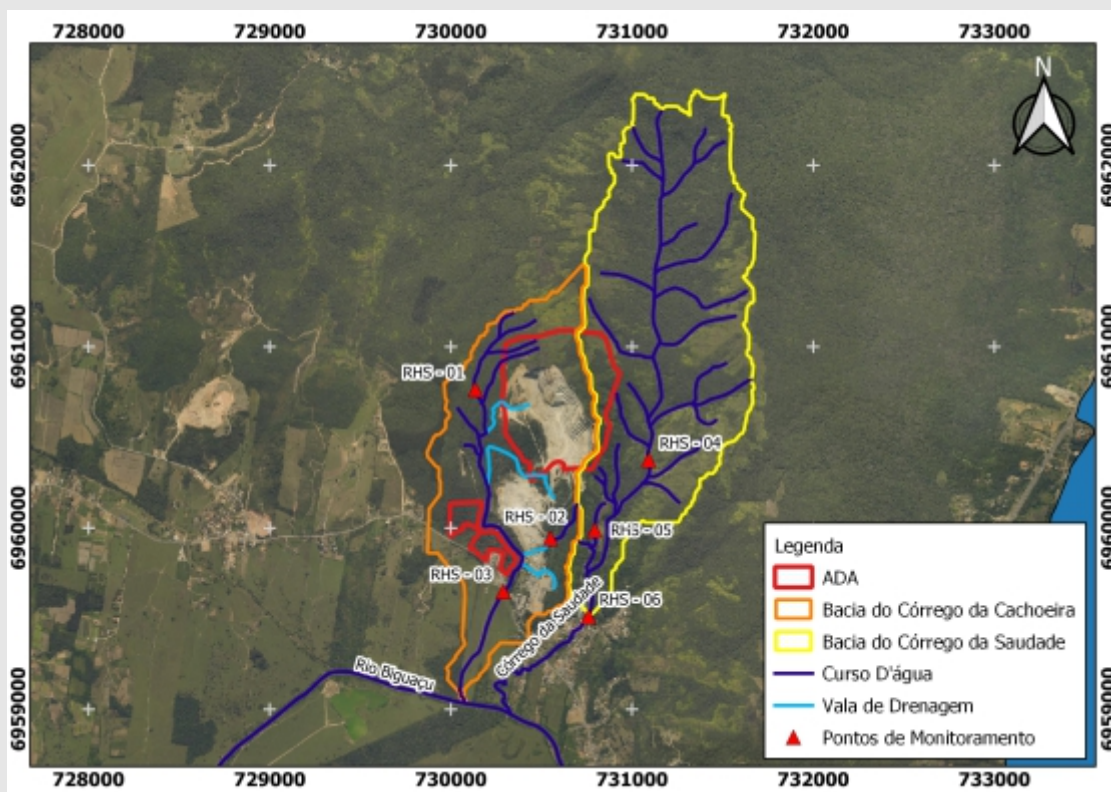 728000 729000 730000 731000 732000 733000
N
6962000
6962000
6961000
6961000
RHS - 01
RHS - 04
6960000
6960000
RHS - 02
RHS - 05
RHS - 03
RHS - 06
Córrego da Saudade
Rio Biguaçu
6959000
6959000
Legenda
ADA
Bacia do Córrego da Cachoeira
Bacia do Córrego da Saudade
Curso D'água
Vala de Drenagem
Pontos de Monitoramento
728000 729000 730000 731000 732000 733000